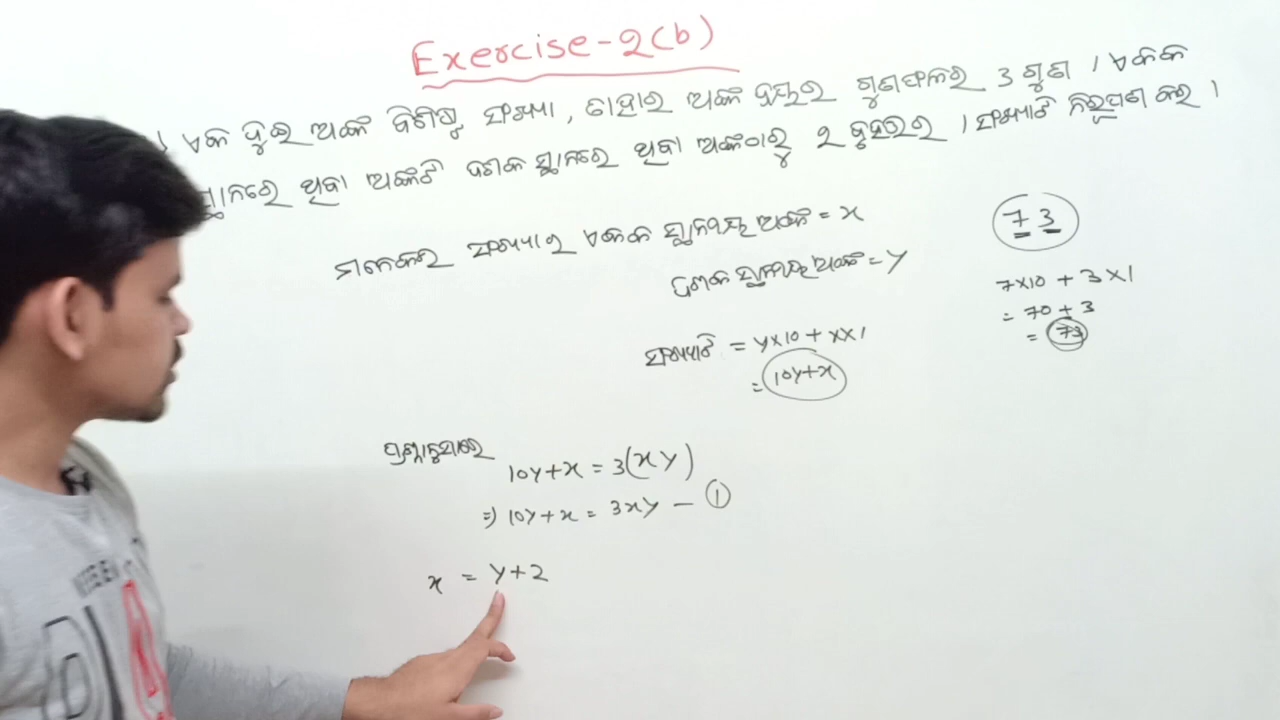 Exercise-2(b)
। ଏକ ଦୁଇ ଅଙ୍କ ବିଶିଷ୍ଟ ସଂଖ୍ୟା, ତାହାର ଅଙ୍କ ଦ୍ୱୟର ଗୁଣଫଳର 3 ଗୁଣ । ଏକକ
ସ୍ଥାନରେ ଥିବା ଅଙ୍କଟି ଦଶକ ସ୍ଥାନରେ ଥିବା ଅଙ୍କଠାରୁ 2 ବୃହତ୍ତର । ସଂଖ୍ୟାଟି ନିରୂପଣ କର ।
ମନେକର ସଂଖ୍ୟାର ଏକକ ସ୍ଥାନୀୟ ଅଙ୍କ = x
ଦଶକ ସ୍ଥାନୀୟ ଅଙ୍କ = y
ସଂଖ୍ୟାଟି = y×10 + x×1
= 10y+x
73
7×10 + 3×1
= 70 + 3
= 73
ପ୍ରଶ୍ନାନୁସାରେ
10y+x = 3(xy)
⇒ 10y+x = 3xy — ①
x = y+2